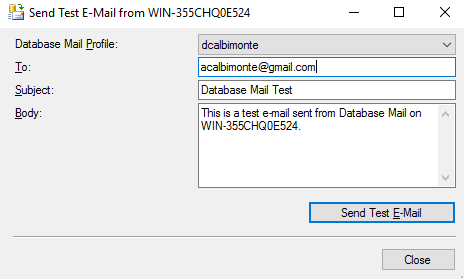 Send Test E-Mail from WIN-355CHQ0E524
Database Mail Profile: dcalbimonte
To: acalbimonte@gmail.com
Subject: Database Mail Test
Body: This is a test e-mail sent from Database Mail on
WIN-355CHQ0E524.
Send Test E-Mail
Close